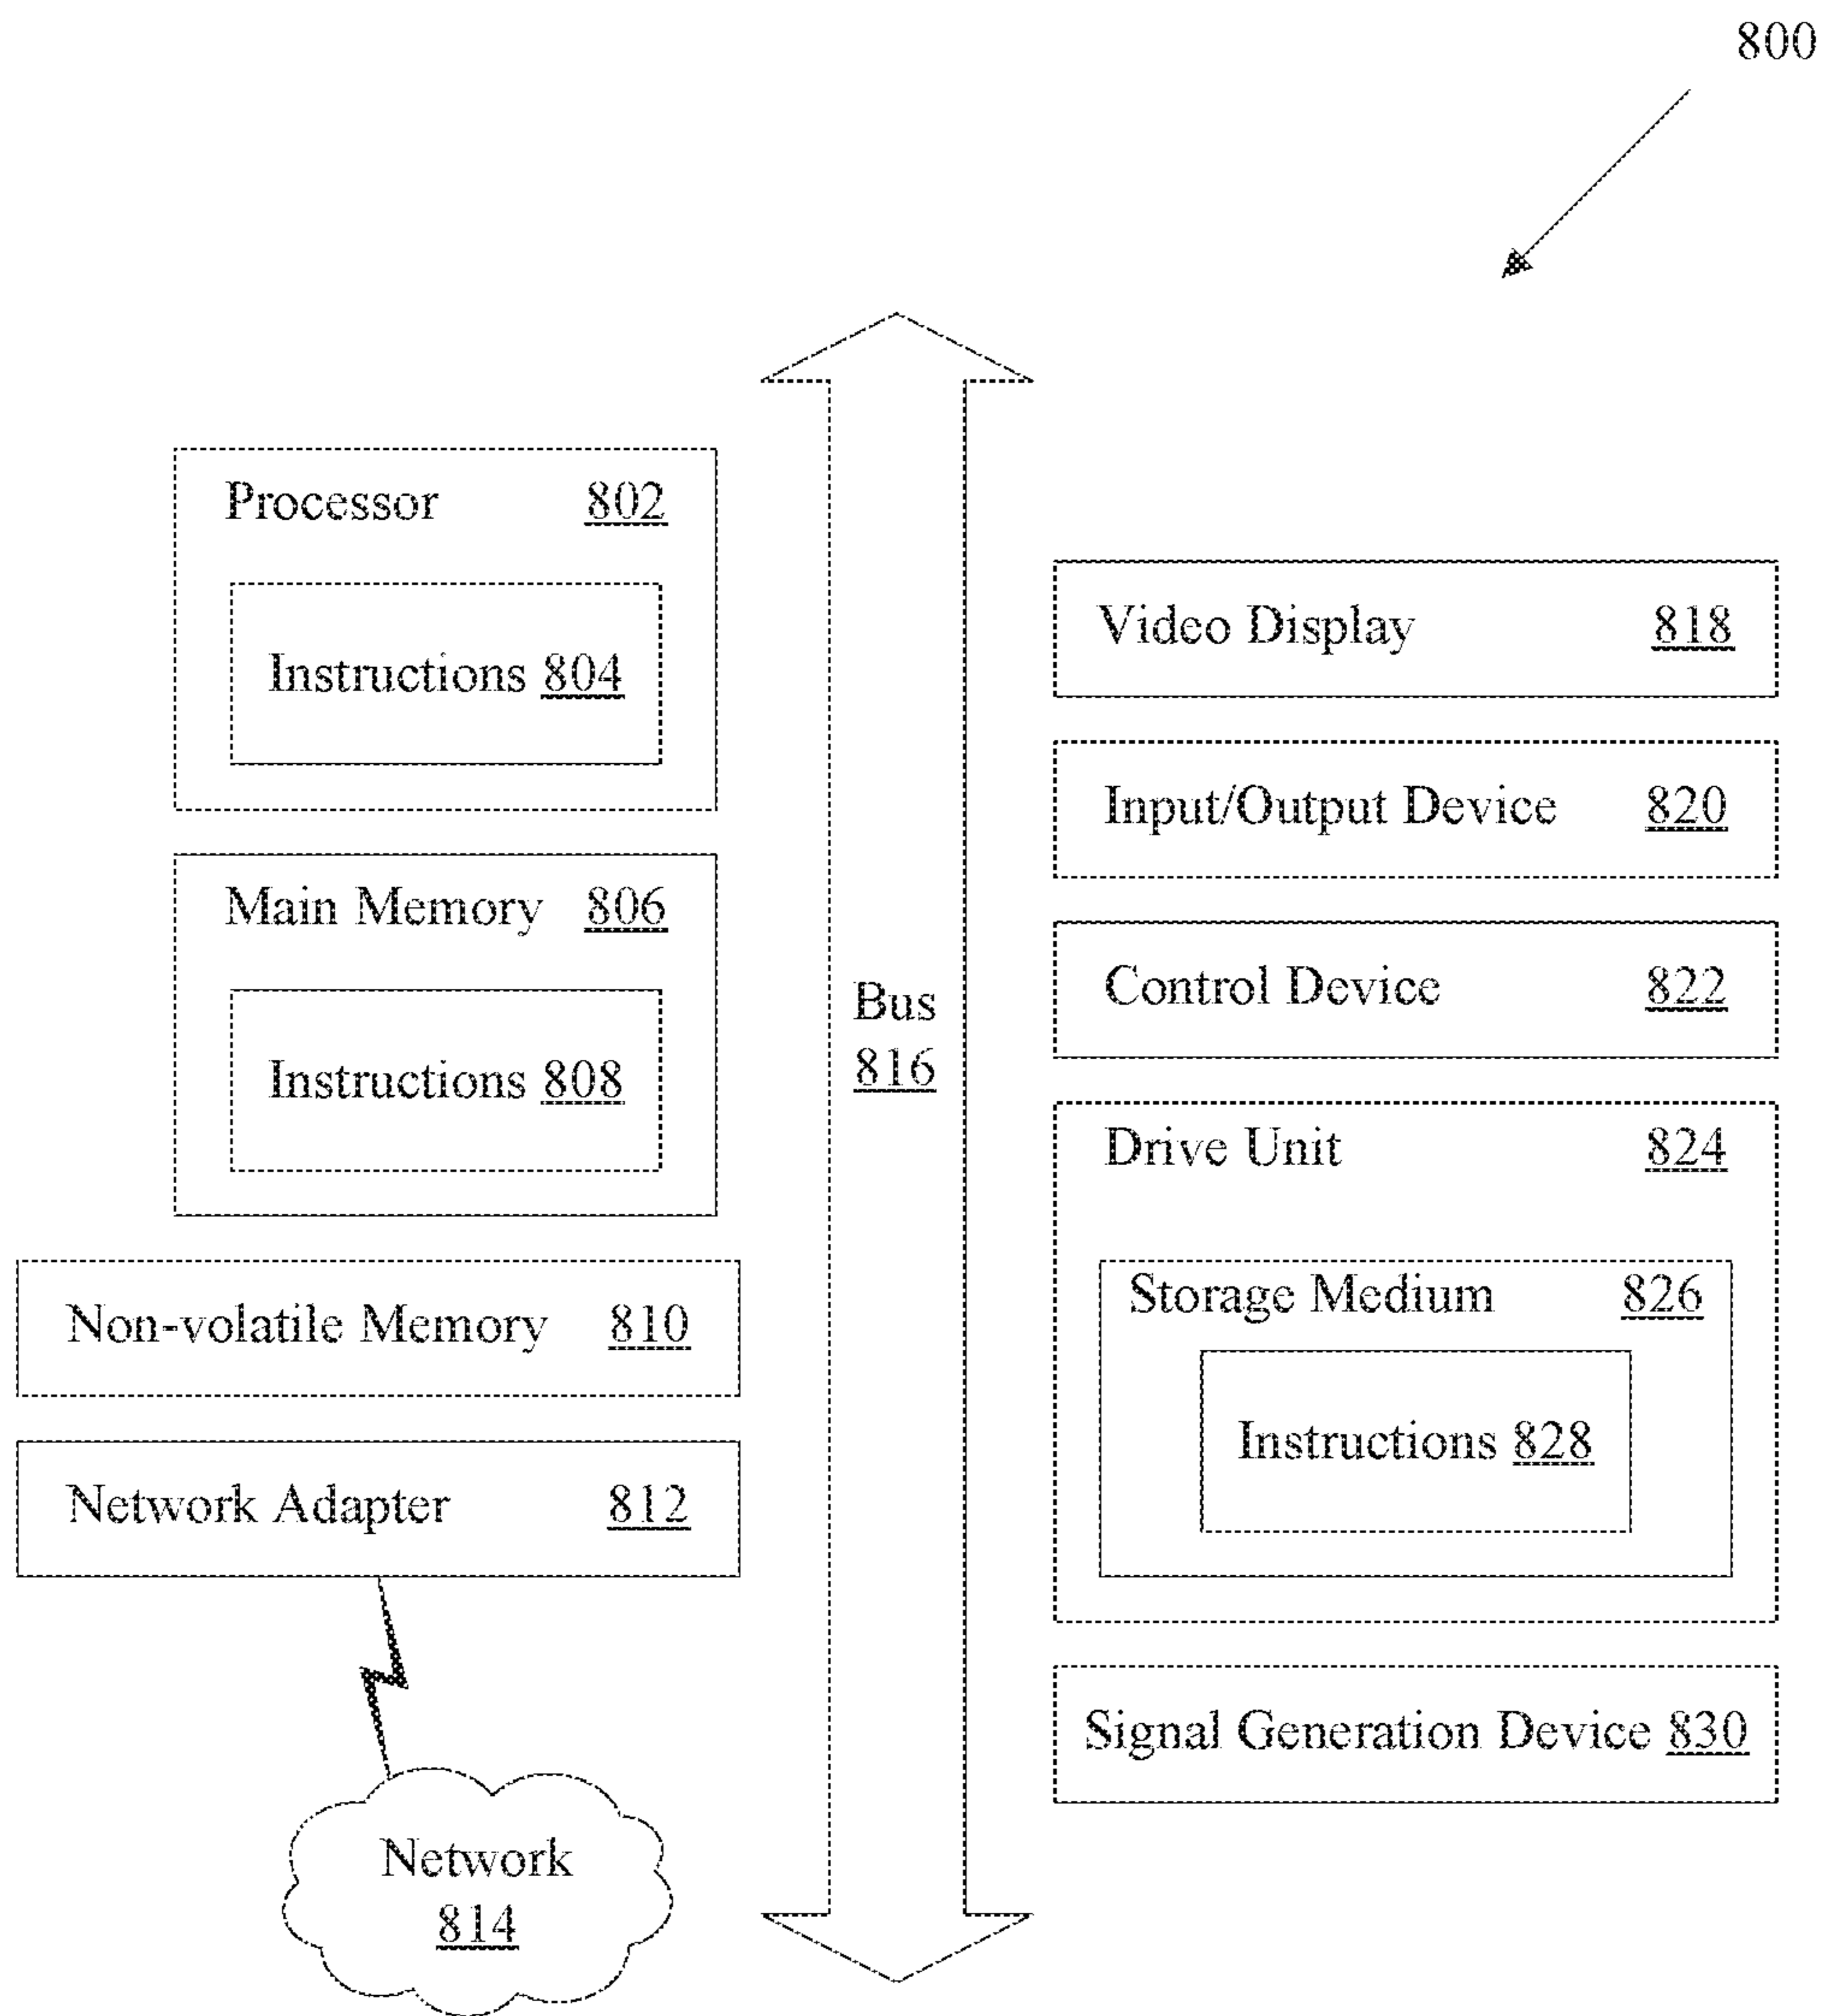 800
Processor 802
Instructions 804
Main Memory 806
Instructions 808
Non-volatile Memory 810
Network Adapter 812
Network
814
Bus
816
Video Display 818
Input/Output Device 820
Control Device 822
Drive Unit 824
Storage Medium 826
Instructions 828
Signal Generation Device 830